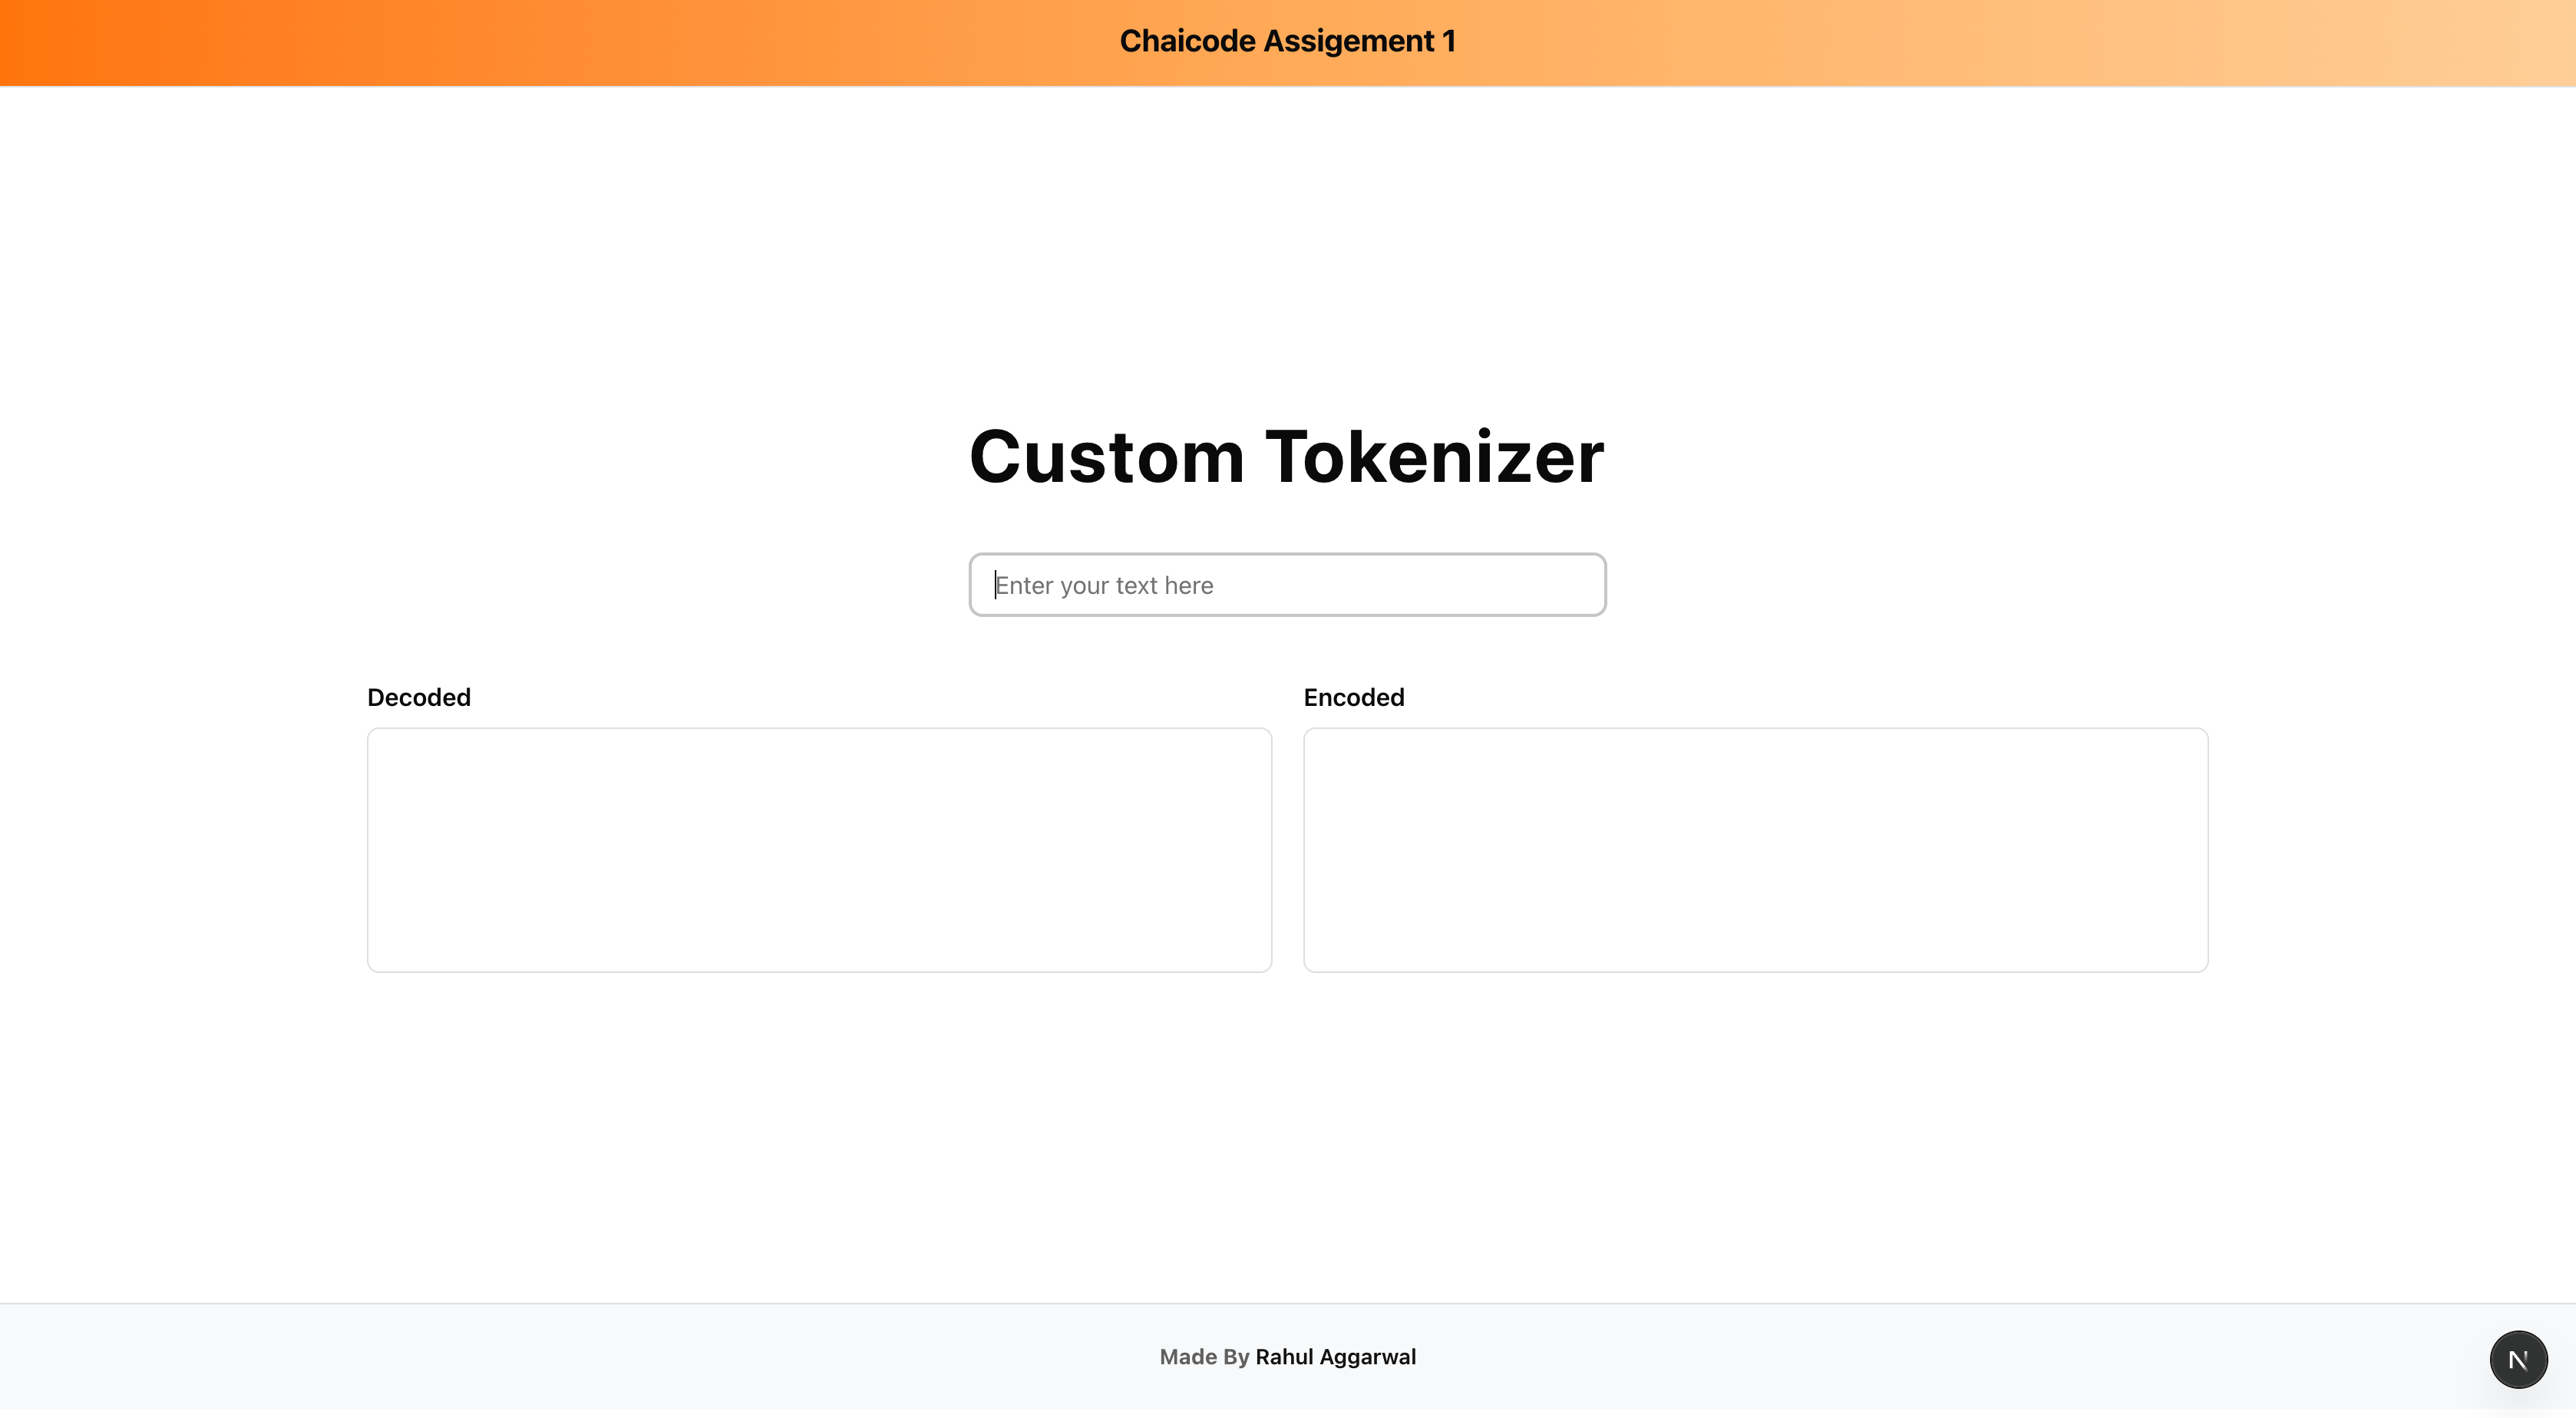 Chaicode Assigement 1
Custom Tokenizer
Enter your text here
Decoded
Encoded
Made By Rahul Aggarwal
N